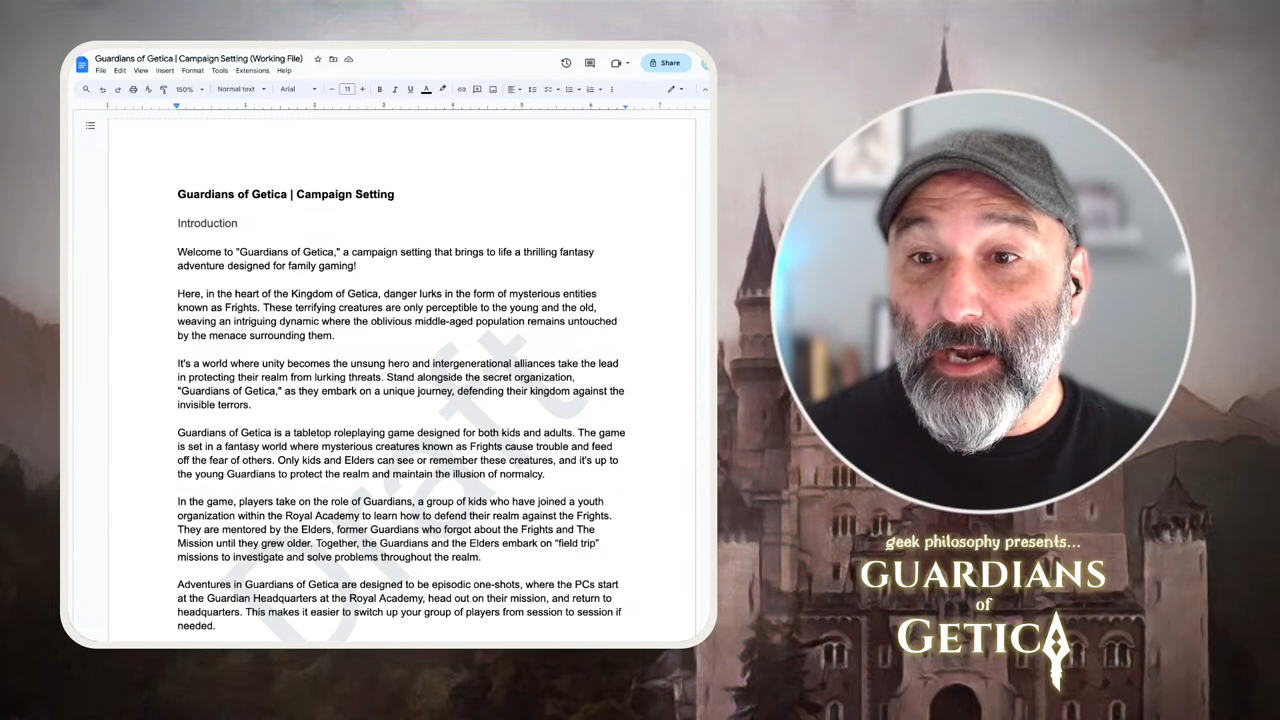 Guardians of Getica | Campaign Setting (Working File)
File Edit View Insert Format Tools Extensions Help
Share
150% Normal text Arial 11 B I U A
1 1 2 3 4 5 6 7
Guardians of Getica | Campaign Setting
Introduction
Welcome to "Guardians of Getica," a campaign setting that brings to life a thrilling fantasy
adventure designed for family gaming!
Here, in the heart of the Kingdom of Getica, danger lurks in the form of mysterious entities
known as Frights. These terrifying creatures are only perceptible to the young and the old,
weaving an intriguing dynamic where the oblivious middle-aged population remains untouched
by the menace surrounding them.
It's a world where unity becomes the unsung hero and intergenerational alliances take the lead
in protecting their realm from lurking threats. Stand alongside the secret organization,
"Guardians of Getica," as they embark on a unique journey, defending their kingdom against the
invisible terrors.
Guardians of Getica is a tabletop roleplaying game designed for both kids and adults. The game
is set in a fantasy world where mysterious creatures known as Frights cause trouble and feed
off the fear of others. Only kids and Elders can see or remember these creatures, and it's up to
the young Guardians to protect the realm and maintain the illusion of normalcy.
In the game, players take on the role of Guardians, a group of kids who have joined a youth
organization within the Royal Academy to learn how to defend their realm against the Frights.
They are mentored by the Elders, former Guardians who forgot about the Frights and The
Mission until they grew older. Together, the Guardians and the Elders embark on “field trip”
missions to investigate and solve problems throughout the realm.
Adventures in Guardians of Getica are designed to be episodic one-shots, where the PCs start
at the Guardian Headquarters at the Royal Academy, head out on their mission, and return to
headquarters. This makes it easier to switch up your group of players from session to session if
needed.
Draft
geek philosophy presents...
GUARDIANS
of
GETICA